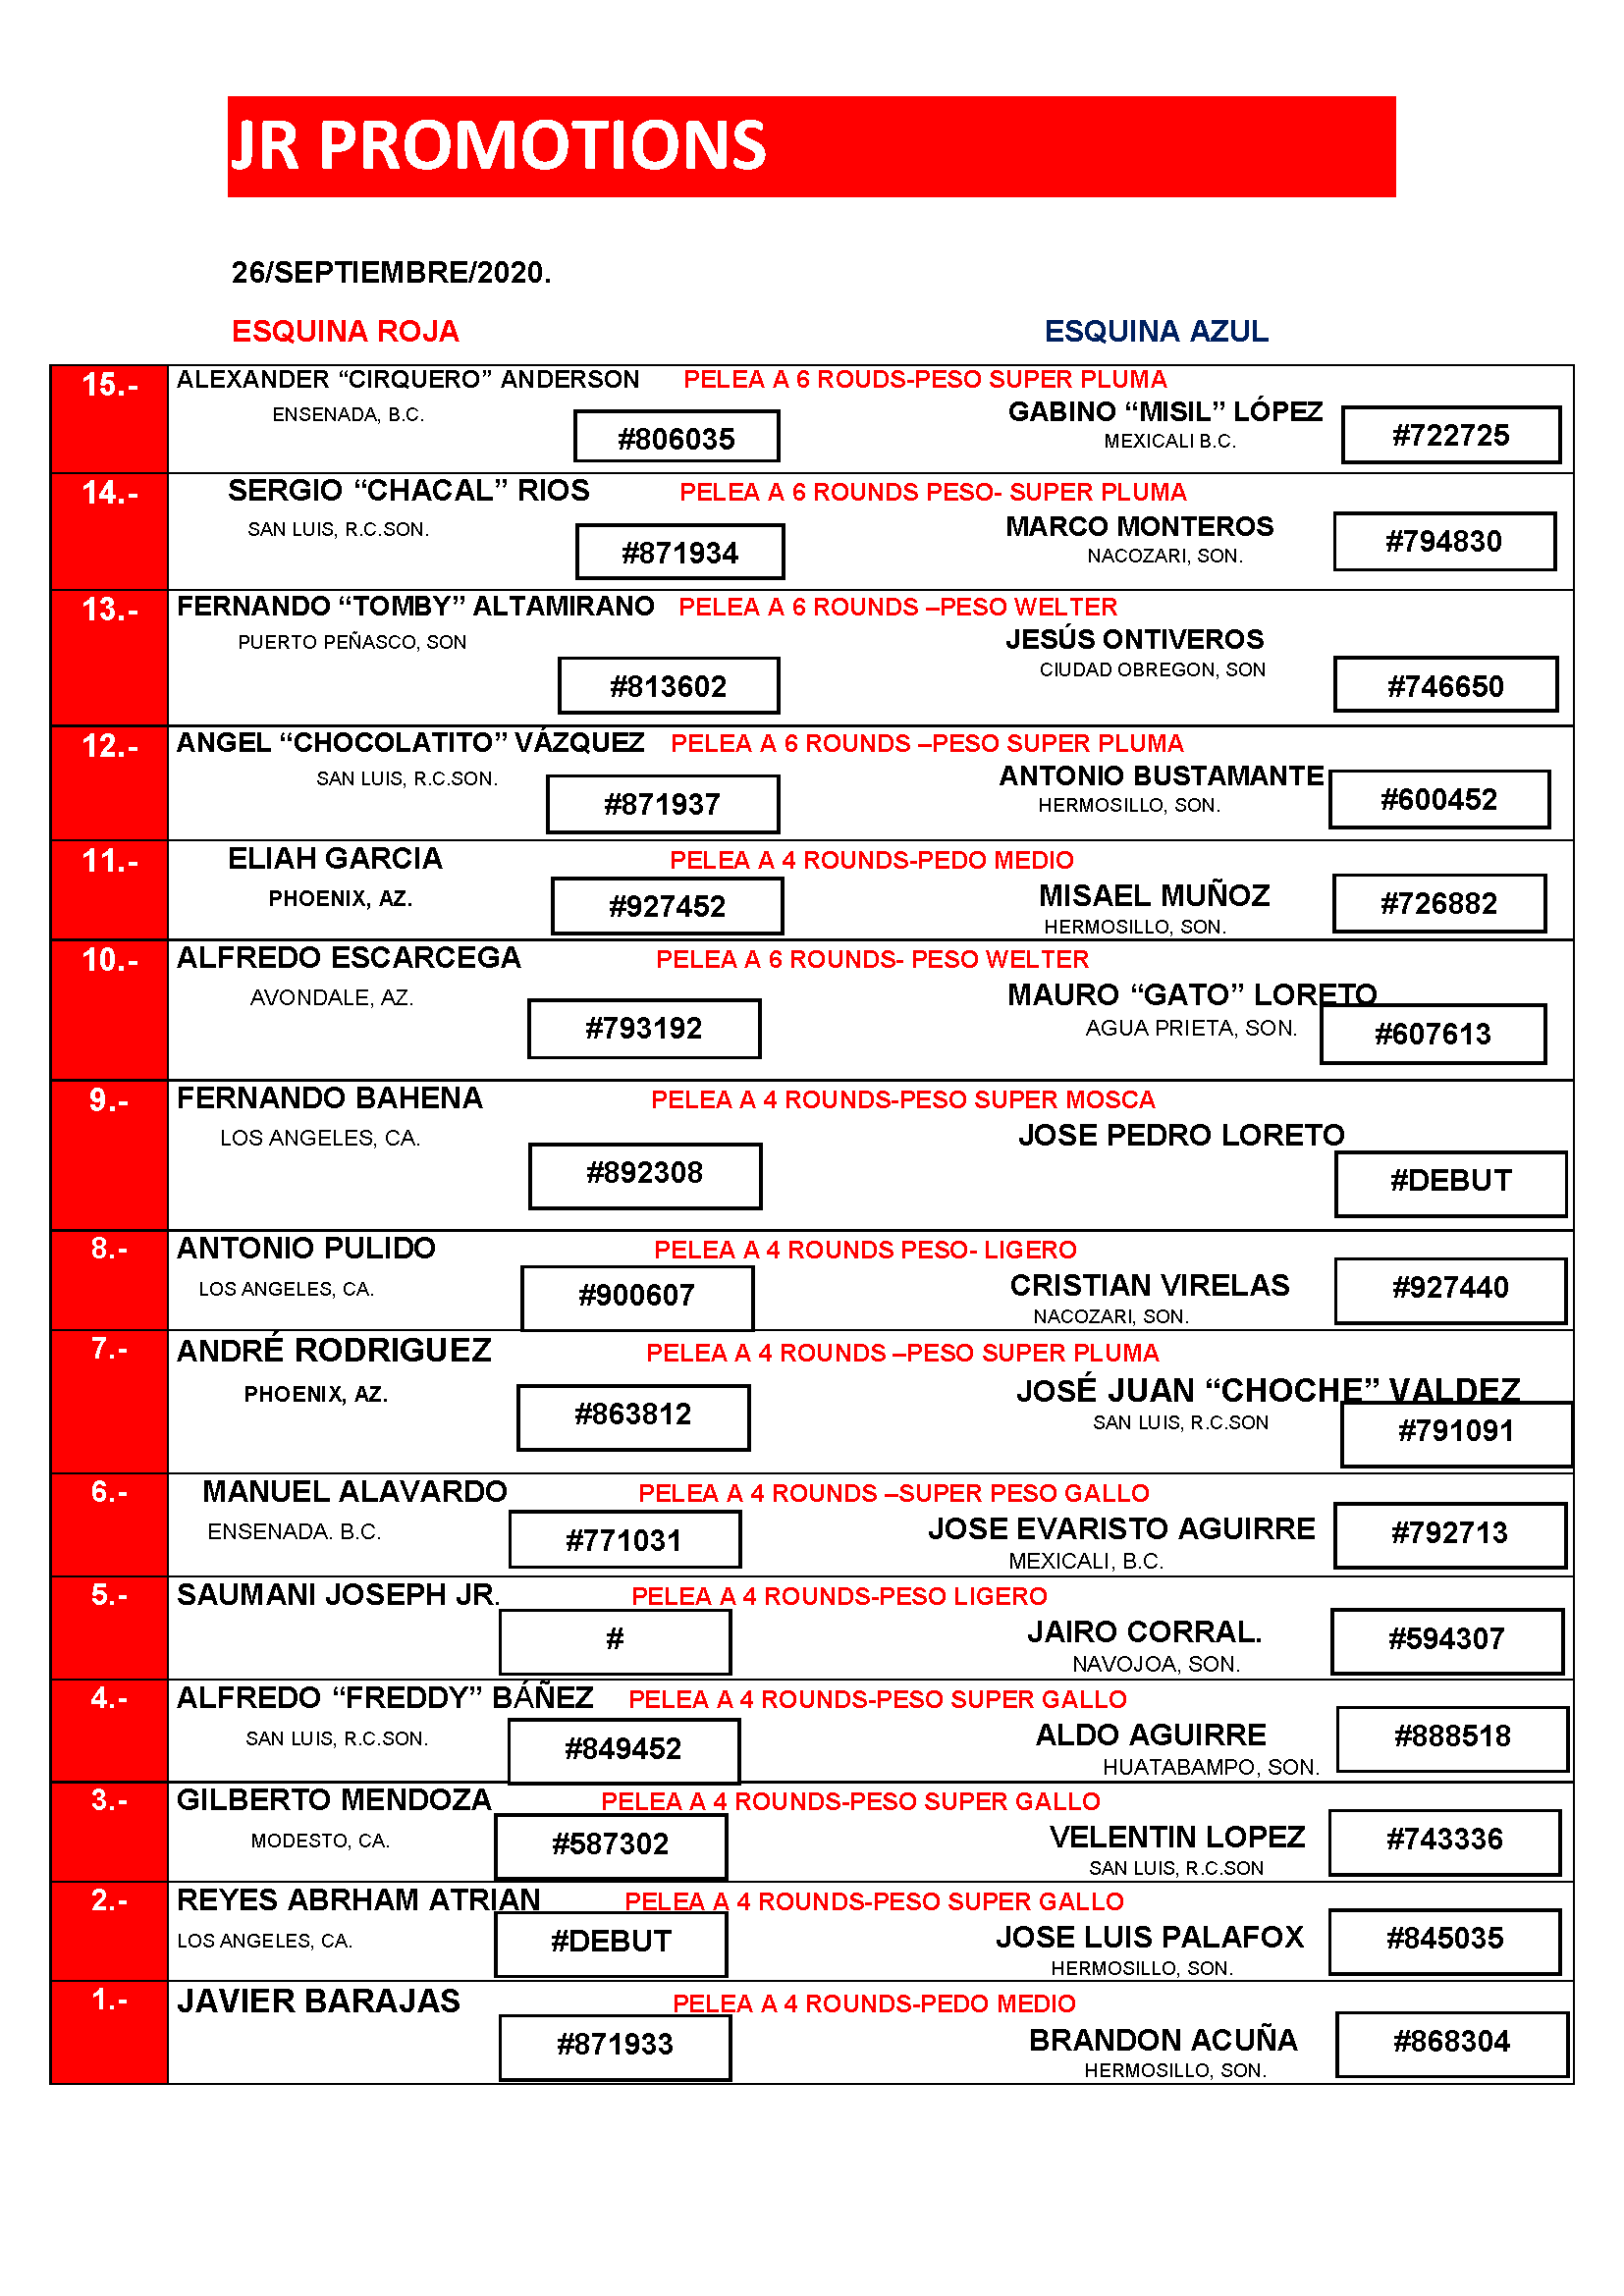 JR PROMOTIONS
26/SEPTIEMBRE/2020.
ESQUINA ROJA ESQUINA AZUL
15.- ALEXANDER “CIRQUERO” ANDERSON PELEA A 6 ROUDS-PESO SUPER PLUMA
GABINO “MISIL” LÓPEZ
ENSENADA, B.C. #806035 MEXICALI B.C. #722725
14.- SERGIO “CHACAL” RIOS PELEA A 6 ROUNDS PESO- SUPER PLUMA
MARCO MONTEROS
SAN LUIS, R.C.SON. #871934 NACOZARI, SON. #794830
13.- FERNANDO “TOMBY” ALTAMIRANO PELEA A 6 ROUNDS –PESO WELTER
JESÚS ONTIVEROS
PUERTO PEÑASCO, SON CIUDAD OBREGON, SON
#813602 #746650
12.- ANGEL “CHOCOLATITO” VÁZQUEZ PELEA A 6 ROUNDS –PESO SUPER PLUMA
ANTONIO BUSTAMANTE
SAN LUIS, R.C.SON. #871937 HERMOSILLO, SON. #600452
11.- ELIAH GARCIA PELEA A 4 ROUNDS-PEDO MEDIO
PHOENIX, AZ. #927452 MISAEL MUÑOZ #726882
HERMOSILLO, SON.
10.- ALFREDO ESCARCEGA PELEA A 6 ROUNDS- PESO WELTER
AVONDALE, AZ. MAURO “GATO” LORETO
#793192 AGUA PRIETA, SON. #607613
9.- FERNANDO BAHENA PELEA A 4 ROUNDS-PESO SUPER MOSCA
LOS ANGELES, CA. JOSE PEDRO LORETO
#892308 #DEBUT
8.- ANTONIO PULIDO PELEA A 4 ROUNDS PESO- LIGERO
LOS ANGELES, CA. #900607 CRISTIAN VIRELAS #927440
NACOZARI, SON.
7.- ANDRÉ RODRIGUEZ PELEA A 4 ROUNDS –PESO SUPER PLUMA
PHOENIX, AZ. JOSÉ JUAN “CHOCHE” VALDEZ
#863812 SAN LUIS, R.C.SON #791091
6.- MANUEL ALAVARDO PELEA A 4 ROUNDS –SUPER PESO GALLO
ENSENADA. B.C. #771031 JOSE EVARISTO AGUIRRE #792713
MEXICALI, B.C.
5.- SAUMANI JOSEPH JR. PELEA A 4 ROUNDS-PESO LIGERO
# JAIRO CORRAL. #594307
NAVOJOA, SON.
4.- ALFREDO “FREDDY” BÁÑEZ PELEA A 4 ROUNDS-PESO SUPER GALLO
SAN LUIS, R.C.SON. #849452 ALDO AGUIRRE #888518
HUATABAMPO, SON.
3.- GILBERTO MENDOZA PELEA A 4 ROUNDS-PESO SUPER GALLO
MODESTO, CA. #587302 VELENTIN LOPEZ #743336
SAN LUIS, R.C.SON
2.- REYES ABRHAM ATRIAN PELEA A 4 ROUNDS-PESO SUPER GALLO
LOS ANGELES, CA. #DEBUT JOSE LUIS PALAFOX #845035
HERMOSILLO, SON.
1.- JAVIER BARAJAS PELEA A 4 ROUNDS-PEDO MEDIO
#871933 BRANDON ACUÑA #868304
HERMOSILLO, SON.